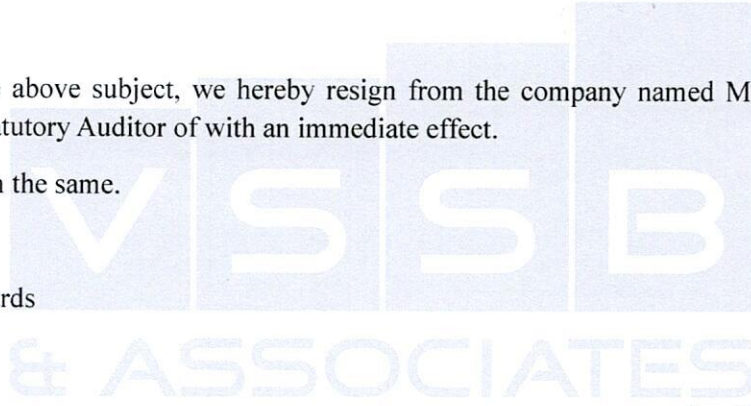 above subject, we hereby resign from the company named M
tutory Auditor of with an immediate effect.
the same.
rds
VSSB
& ASSOCIATES